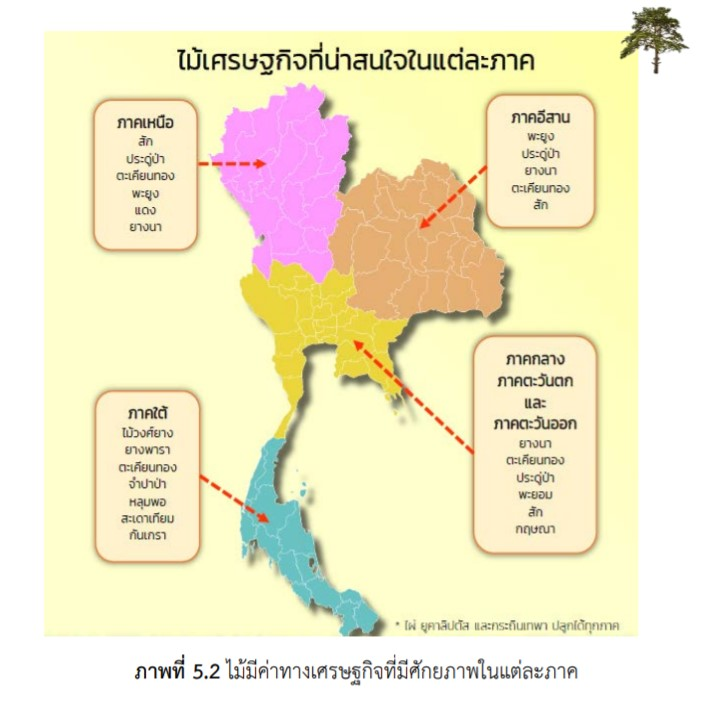 ไม้เศรษฐกิจที่น่าสนใจในแต่ละภาค
ภาคเหนือ
สัก
ประดู่ป่า
ตะเคียนทอง
พะยูง
แดง
ยางนา
ภาคอีสาน
พะยูง
ประดู่ป่า
ยางนา
ตะเคียนทอง
สัก
ภาคกลาง
ภาคตะวันตก
และ
ภาคตะวันออก
ยางนา
ตะเคียนทอง
ประดู่ป่า
พะยอม
สัก
กฤษณา
ภาคใต้
ไม้วงศ์ยาง
ยางพารา
ตะเคียนทอง
จำปาป่า
หลุมพอ
สะเดาเทียม
กันเกรา
* ไผ่ ยูคาลิปตัส และกระถินเทพา ปลูกได้ทุกภาค
ภาพที่ 5.2 ไม้มีค่าทางเศรษฐกิจที่มีศักยภาพในแต่ละภาค